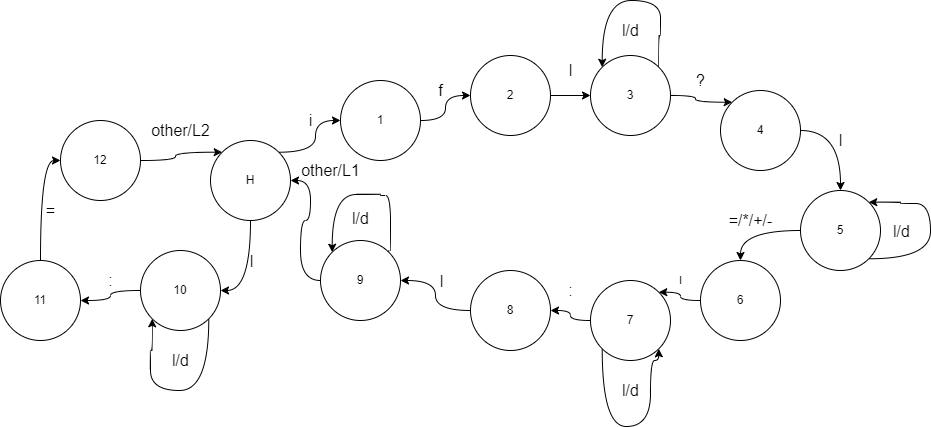 l/d
f
l
?
other/L2
i
1
2
3
4
12
H
other/L1
l
=
l/d
=/*/+/-
5
l/d
l
:
l
:
l
11
10
9
8
7
6
l/d
l/d